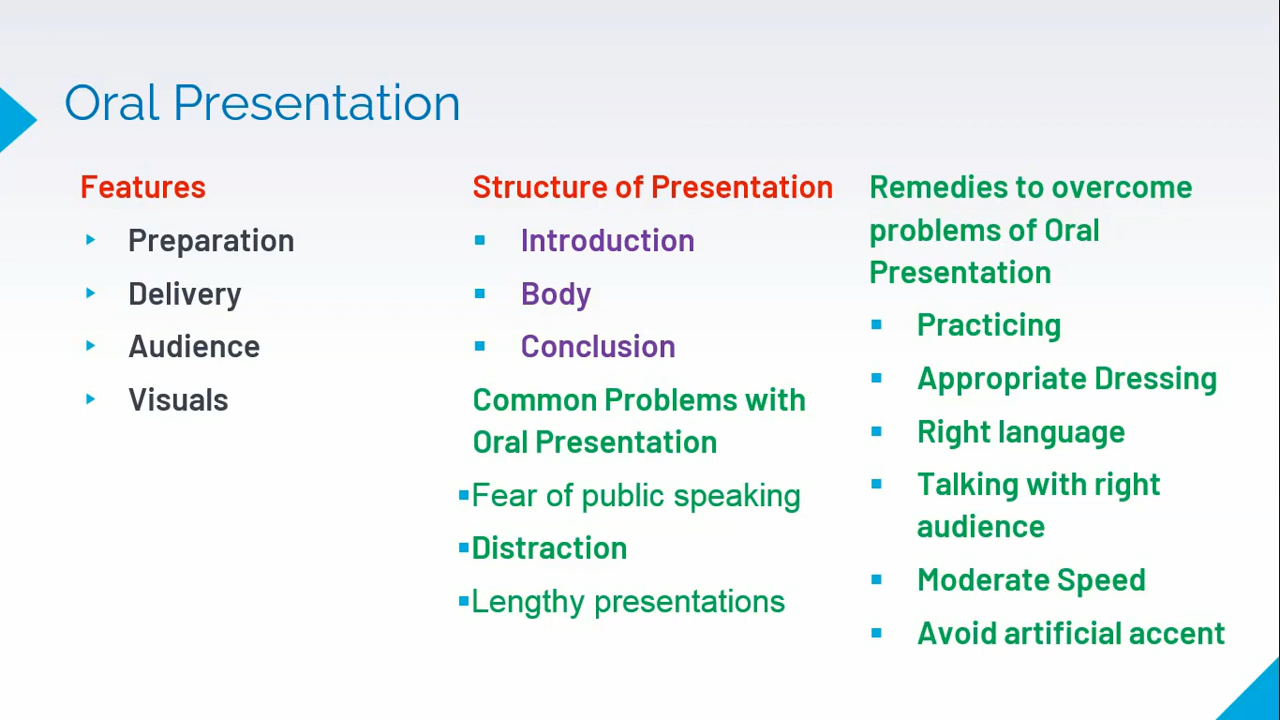 Oral Presentation
Features
Preparation
Delivery
Audience
Visuals
Structure of Presentation
Introduction
Body
Conclusion
Common Problems with
Oral Presentation
Fear of public speaking
Distraction
Lengthy presentations
Remedies to overcome
problems of Oral
Presentation
Practicing
Appropriate Dressing
Right language
Talking with right
audience
Moderate Speed
Avoid artificial accent